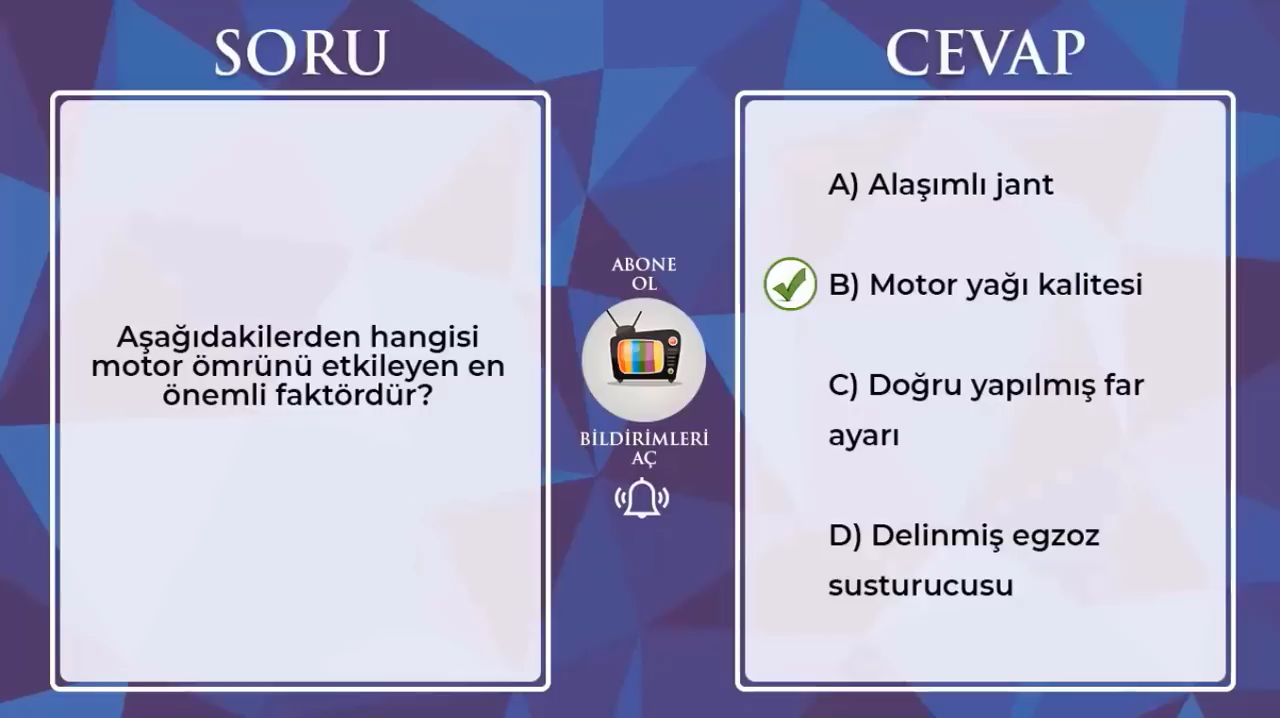 SORU
Aşağıdakilerden hangisi
motor ömrünü etkileyen en
önemli faktördür?
ABONE
OL
BİLDİRİMLERİ
AÇ
CEVAP
A) Alaşımlı jant
B) Motor yağı kalitesi
C) Doğru yapılmış far
ayarı
D) Delinmiş egzoz
susturucusu